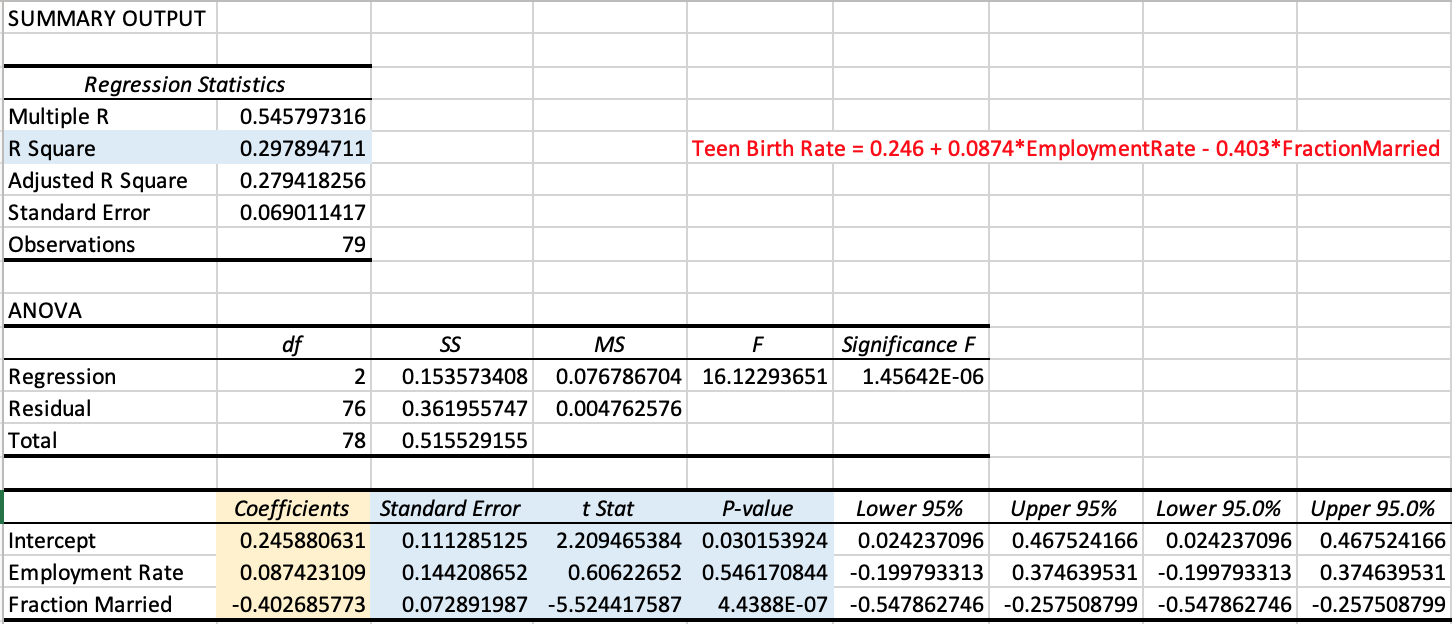 SUMMARY OUTPUT
Regression Statistics
Multiple R 0.545797316
R Square 0.297894711 Teen Birth Rate = 0.246 + 0.0874*EmploymentRate - 0.403*FractionMarried
Adjusted R Square 0.279418256
Standard Error 0.069011417
Observations 79
ANOVA
df SS MS F Significance F
Regression 2 0.153573408 0.076786704 16.12293651 1.45642E-06
Residual 76 0.361955747 0.004762576
Total 78 0.515529155
Coefficients Standard Error t Stat P-value Lower 95% Upper 95% Lower 95.0% Upper 95.0%
Intercept 0.245880631 0.111285125 2.209465384 0.030153924 0.024237096 0.467524166 0.024237096 0.467524166
Employment Rate 0.087423109 0.144208652 0.60622652 0.546170844 -0.199793313 0.374639531 -0.199793313 0.374639531
Fraction Married -0.402685773 0.072891987 -5.524417587 4.4388E-07 -0.547862746 -0.257508799 -0.547862746 -0.257508799